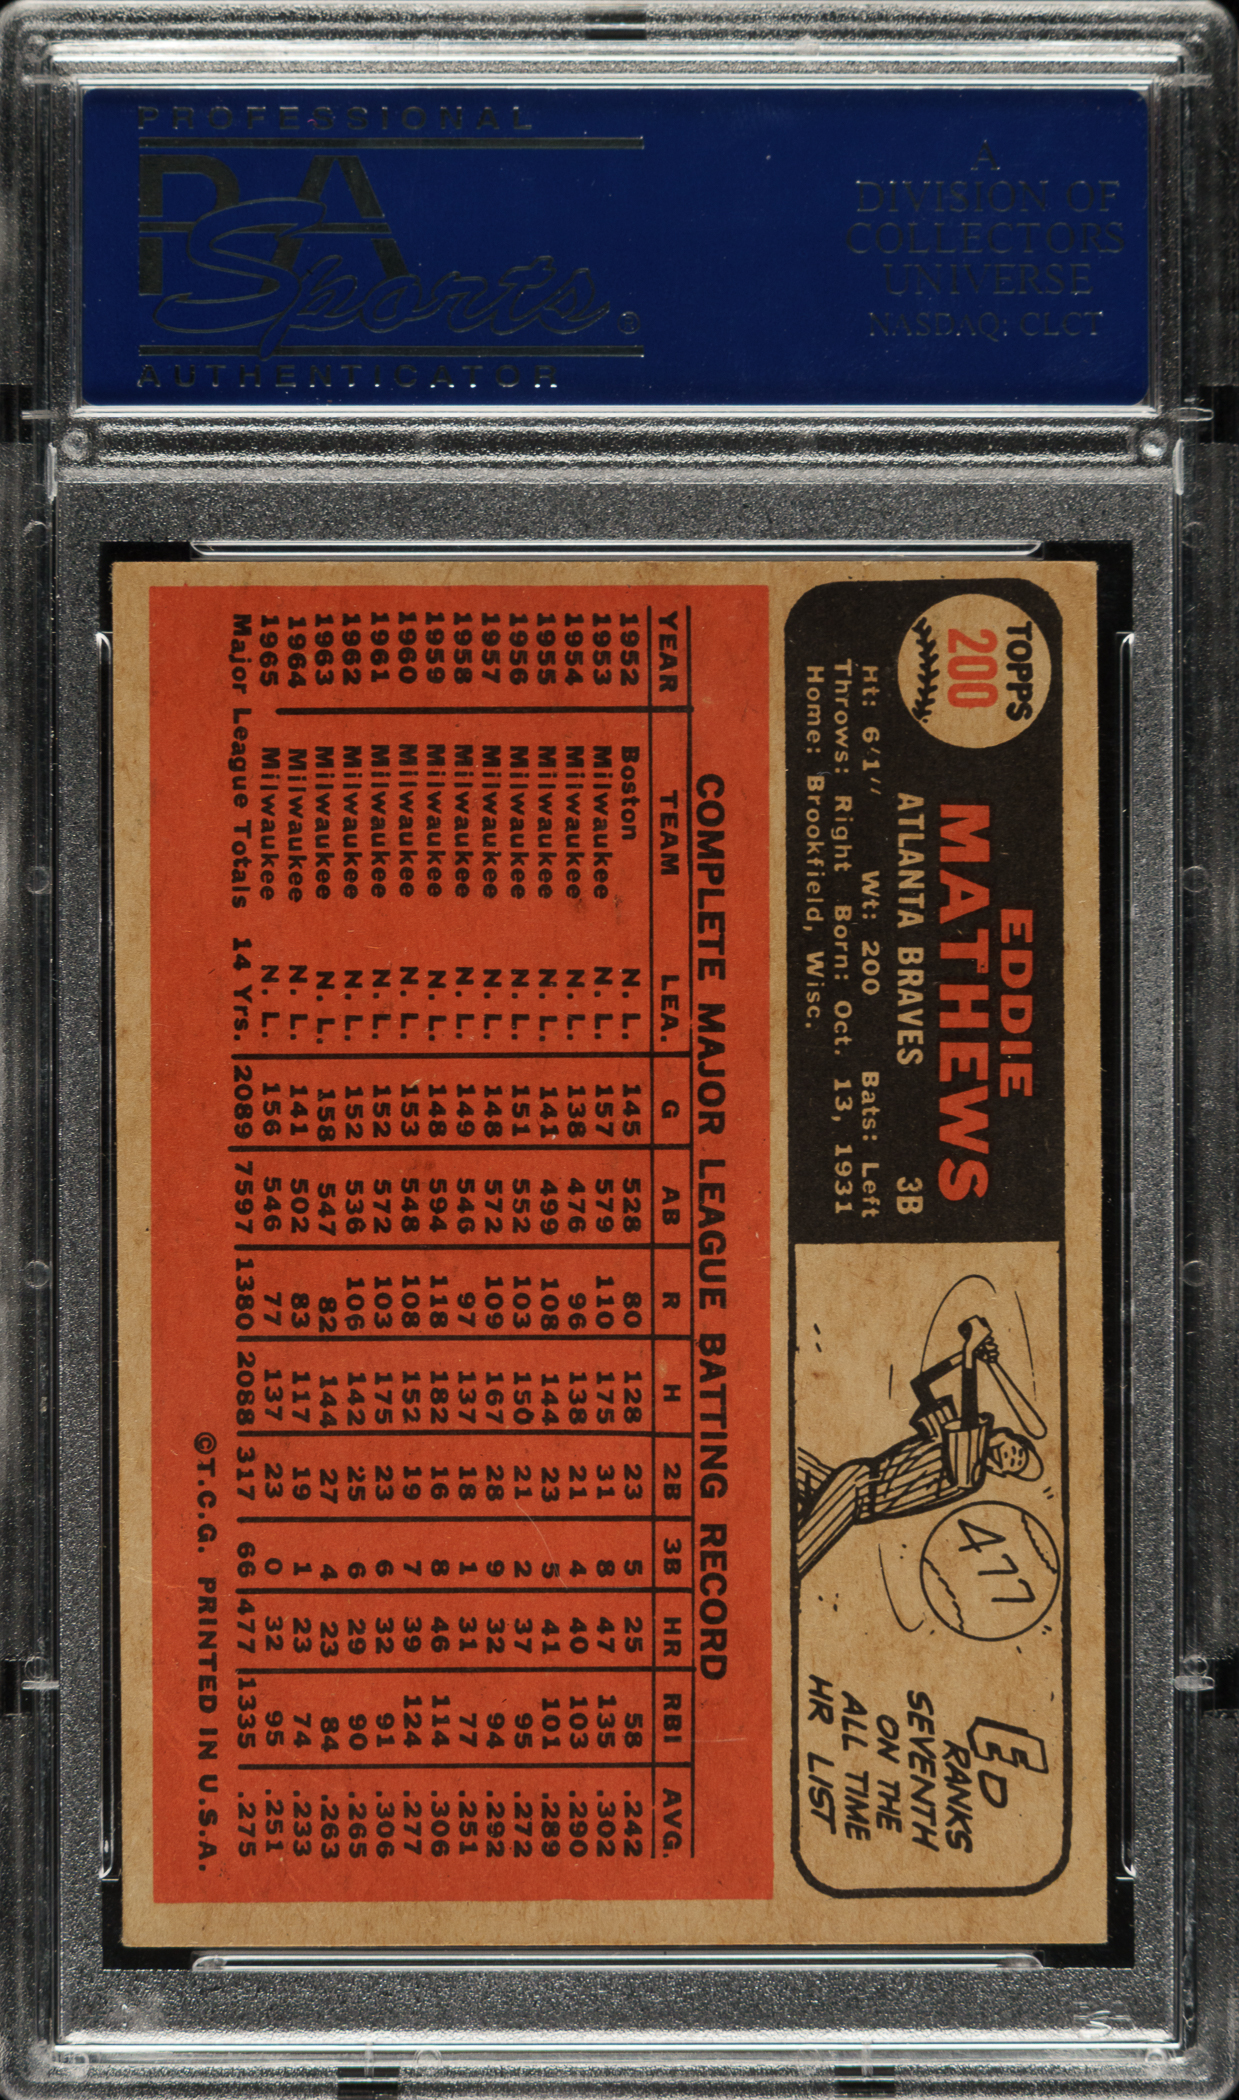 PROFESSIONAL
PSA
Sports®
AUTHENTICATOR
A
DIVISION OF
COLLECTORS
UNIVERSE
NASDAQ: CLCT
TOPPS
200
EDDIE
MATHEWS
ATLANTA BRAVES 3B
Ht: 6'1" Wt: 200 Bats: Left
Throws: Right Born: Oct. 13, 1931
Home: Brookfield, Wisc.
477
ED
RANKS
SEVENTH
ON THE
ALL TIME
HR LIST
COMPLETE MAJOR LEAGUE BATTING RECORD
YEAR TEAM LEA. G AB R H 2B 3B HR RBI AVG.
1952 Boston N. L. 145 528 80 128 23 5 25 58 .242
1953 Milwaukee N. L. 157 579 110 175 31 8 47 135 .302
1954 Milwaukee N. L. 138 476 96 138 21 4 40 103 .290
1955 Milwaukee N. L. 141 499 108 144 23 5 41 101 .289
1956 Milwaukee N. L. 151 552 103 150 21 2 37 95 .272
1957 Milwaukee N. L. 148 572 109 167 28 9 32 94 .292
1958 Milwaukee N. L. 149 546 97 137 18 1 31 77 .251
1959 Milwaukee N. L. 148 594 118 182 16 8 46 114 .306
1960 Milwaukee N. L. 153 548 108 152 19 7 39 124 .277
1961 Milwaukee N. L. 152 572 103 175 23 6 32 91 .306
1962 Milwaukee N. L. 152 536 106 142 25 6 29 90 .265
1963 Milwaukee N. L. 158 547 82 144 27 4 23 84 .263
1964 Milwaukee N. L. 141 502 83 117 19 1 23 74 .233
1965 Milwaukee N. L. 156 546 77 137 23 0 32 95 .251
Major League Totals 14 Yrs. 2089 7597 1380 2088 317 66 477 1335 .275
©T.C.G. PRINTED IN U.S.A.